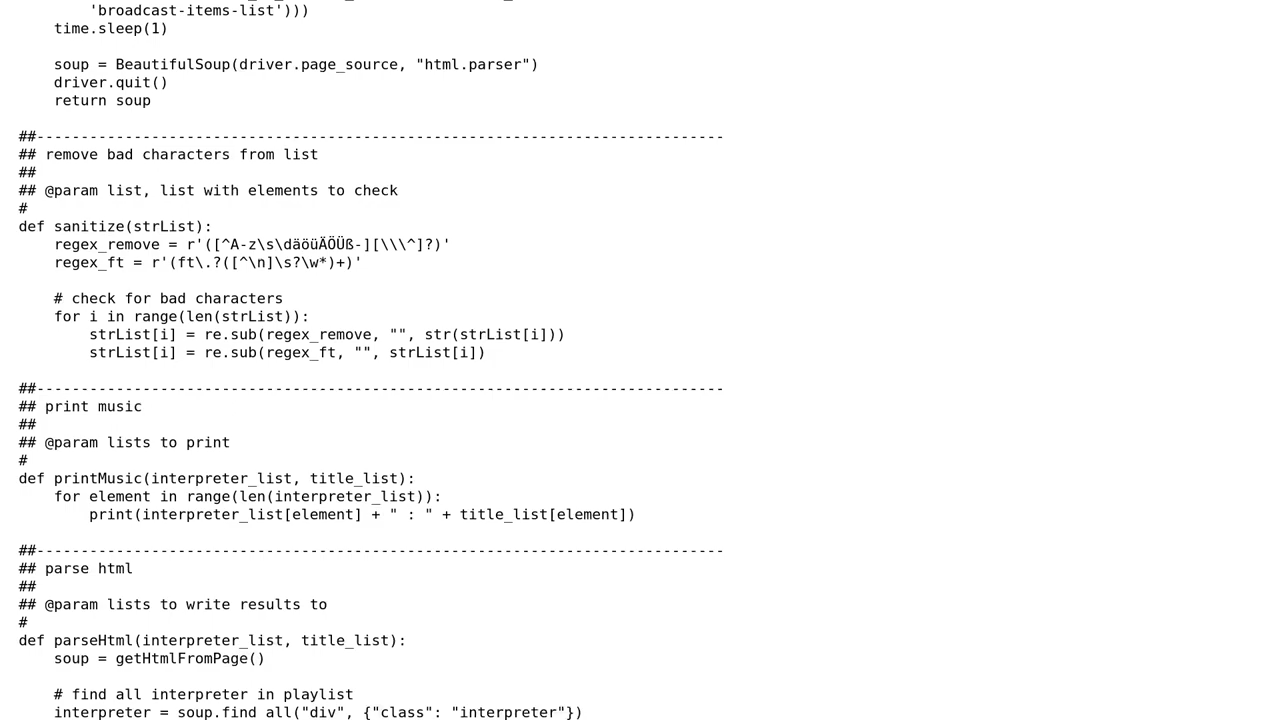 'broadcast-items-list')))
    time.sleep(1)

    soup = BeautifulSoup(driver.page_source, "html.parser")
    driver.quit()
    return soup

##------------------------------------------------------------------------------
## remove bad characters from list
##
## @param list, list with elements to check
#
def sanitize(strList):
    regex_remove = r'([^A-z\s\däöüÄÖÜß-][\\\^]?)'
    regex_ft = r'(ft\.?([^\n]\s?\w*)+)'

    # check for bad characters
    for i in range(len(strList)):
        strList[i] = re.sub(regex_remove, "", str(strList[i]))
        strList[i] = re.sub(regex_ft, "", strList[i])

##------------------------------------------------------------------------------
## print music
##
## @param lists to print
#
def printMusic(interpreter_list, title_list):
    for element in range(len(interpreter_list)):
        print(interpreter_list[element] + " : " + title_list[element])

##------------------------------------------------------------------------------
## parse html
##
## @param lists to write results to
#
def parseHtml(interpreter_list, title_list):
    soup = getHtmlFromPage()

    # find all interpreter in playlist
    interpreter = soup.find_all("div", {"class": "interpreter"})